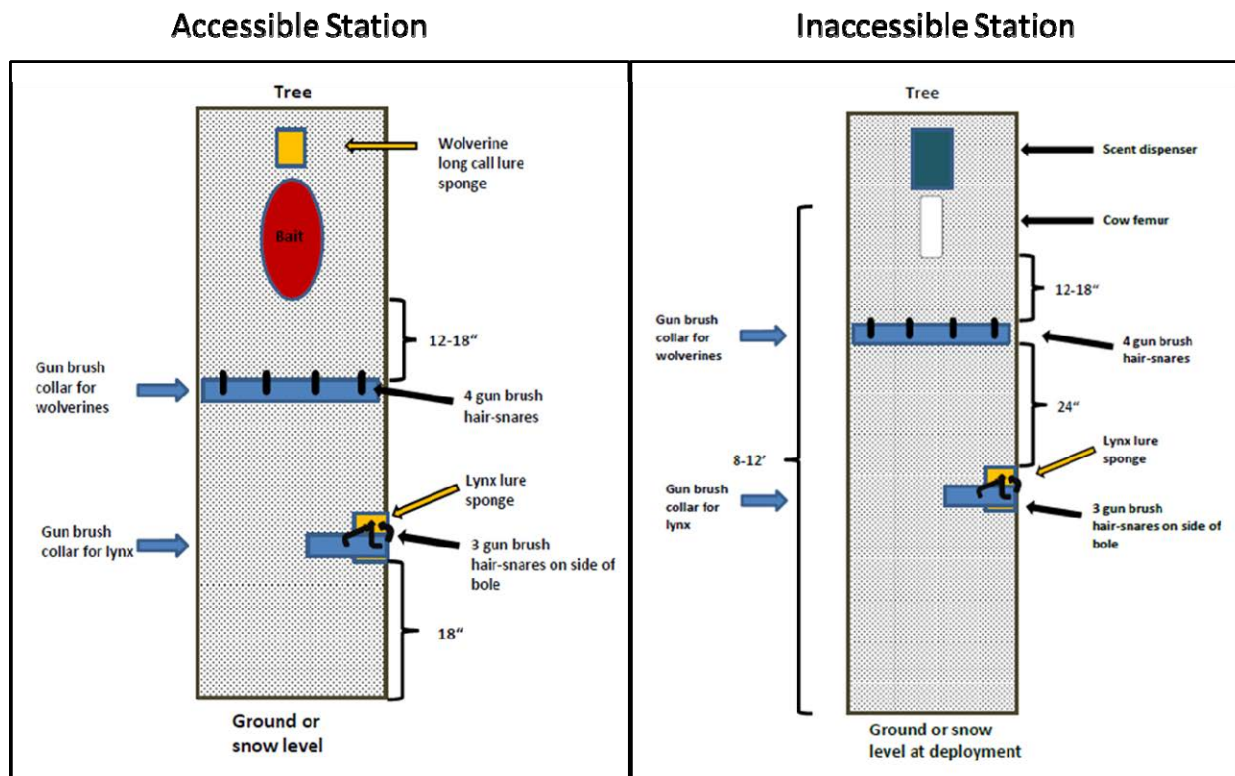 Accessible Station
Tree
Wolverine
long call lure
sponge
Bait
12-18“
Gun brush
collar for
wolverines
4 gun brush
hair-snares
Lynx lure
sponge
Gun brush
collar for lynx
3 gun brush
hair-snares on side of
bole
18“
Ground or
snow level
Inaccessible Station
Tree
Scent dispenser
Cow femur
12-18“
Gun brush
collar for
wolverines
4 gun brush
hair-snares
24“
8-12’
Lynx lure
sponge
Gun brush
collar for
lynx
3 gun brush
hair-snares on side of
bole
Ground or snow
level at deployment